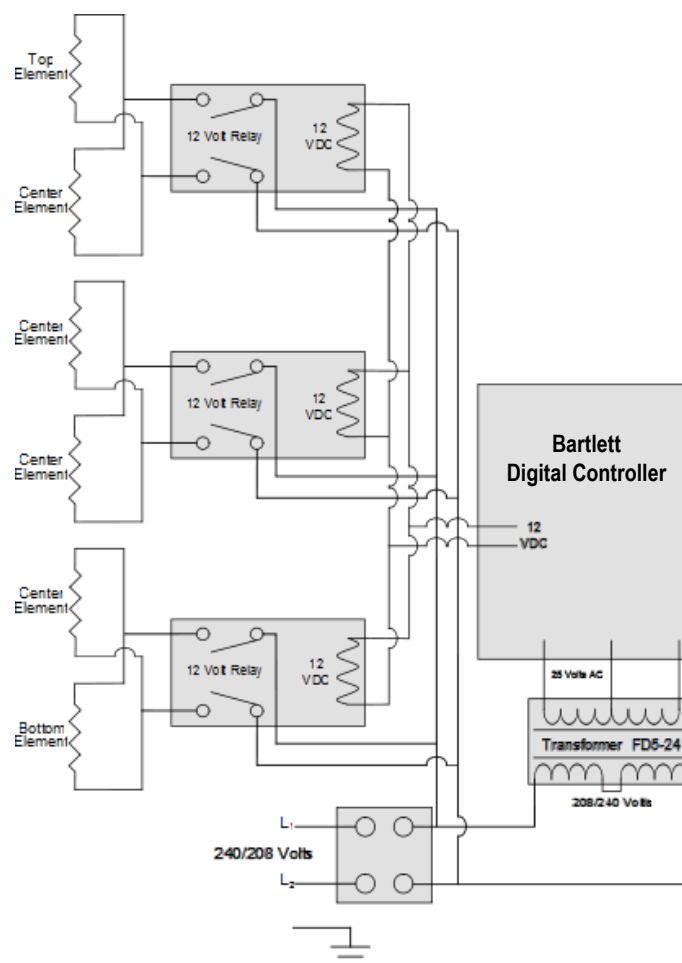 Top
Element
12 Volt Relay
12
VDC
Center
Element
Center
Element
12 Volt Relay
12
VDC
Center
Element
Bartlett
Digital Controller
12
VDC
Center
Element
12 Volt Relay
12
VDC
Bottom
Element
25 Volts AC
Transformer FD5-24
208/240 Volts
L1
240/208 Volts
L2